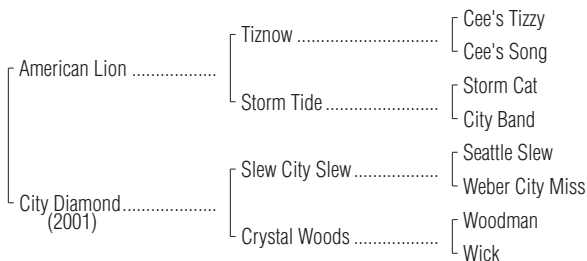 Cee's Tizzy
Tiznow ..................................
Cee's Song
American Lion ....................
Storm Cat
Storm Tide ...........................
City Band
Seattle Slew
Slew City Slew .....................
Weber City Miss
City Diamond ......................
(2001)
Woodman
Crystal Woods .....................
Wick